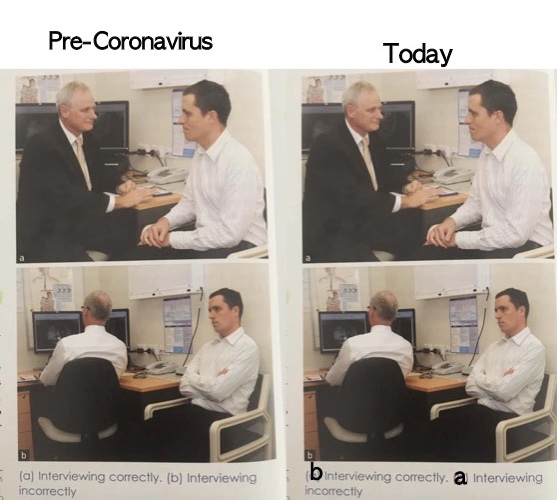 Pre-Coronavirus
Today
a
a
b
b
(a) Interviewing correctly. (b) Interviewing
incorrectly
(b Interviewing correctly. a) Interviewing
incorrectly